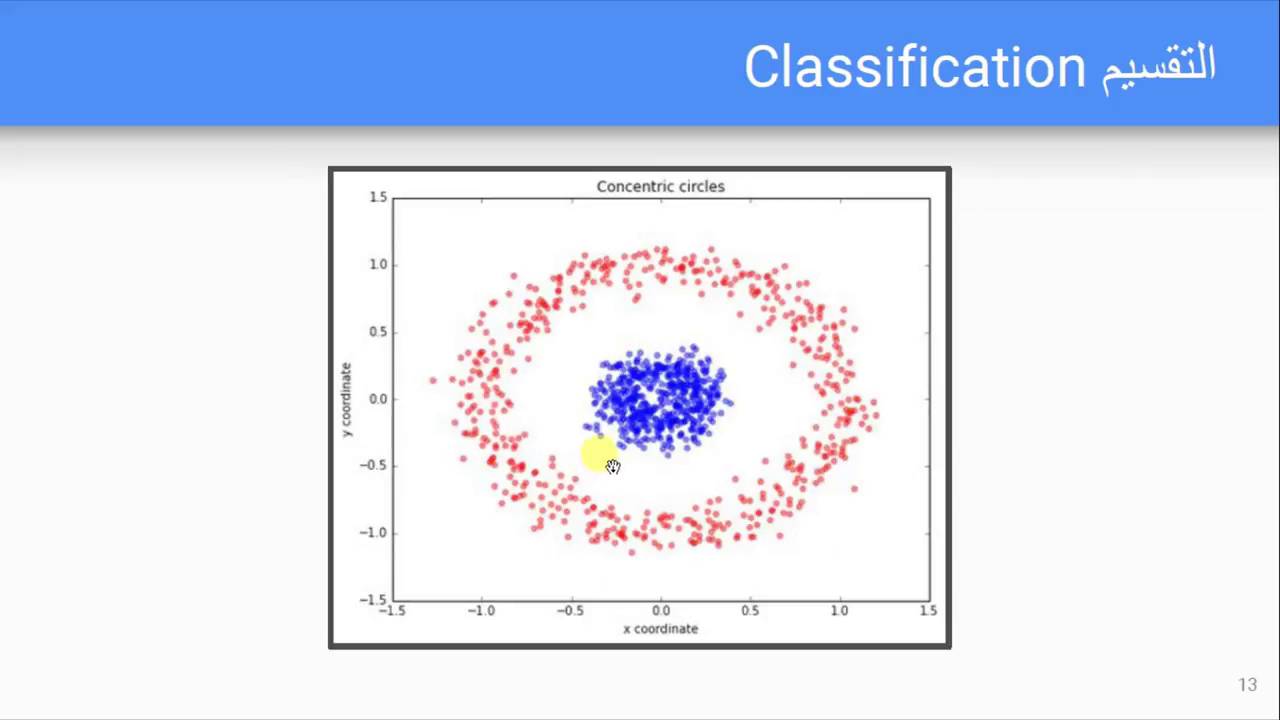 التقسيم Classification
Concentric circles
1.5
1.0
0.5
0.0
−0.5
−1.0
−1.5
y coordinate
−1.5 −1.0 −0.5 0.0 0.5 1.0 1.5
x coordinate
13